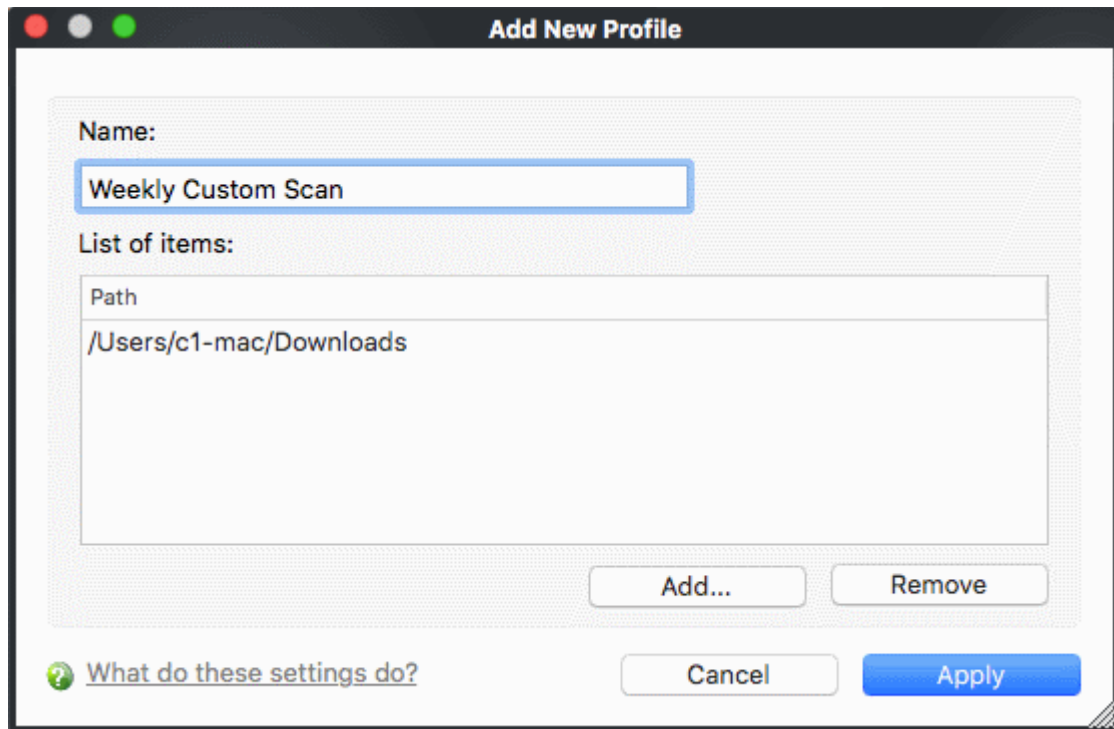 Add New Profile
Name:
Weekly Custom Scan
List of items:
Path
/Users/c1-mac/Downloads
Add...
Remove
What do these settings do?
Cancel
Apply